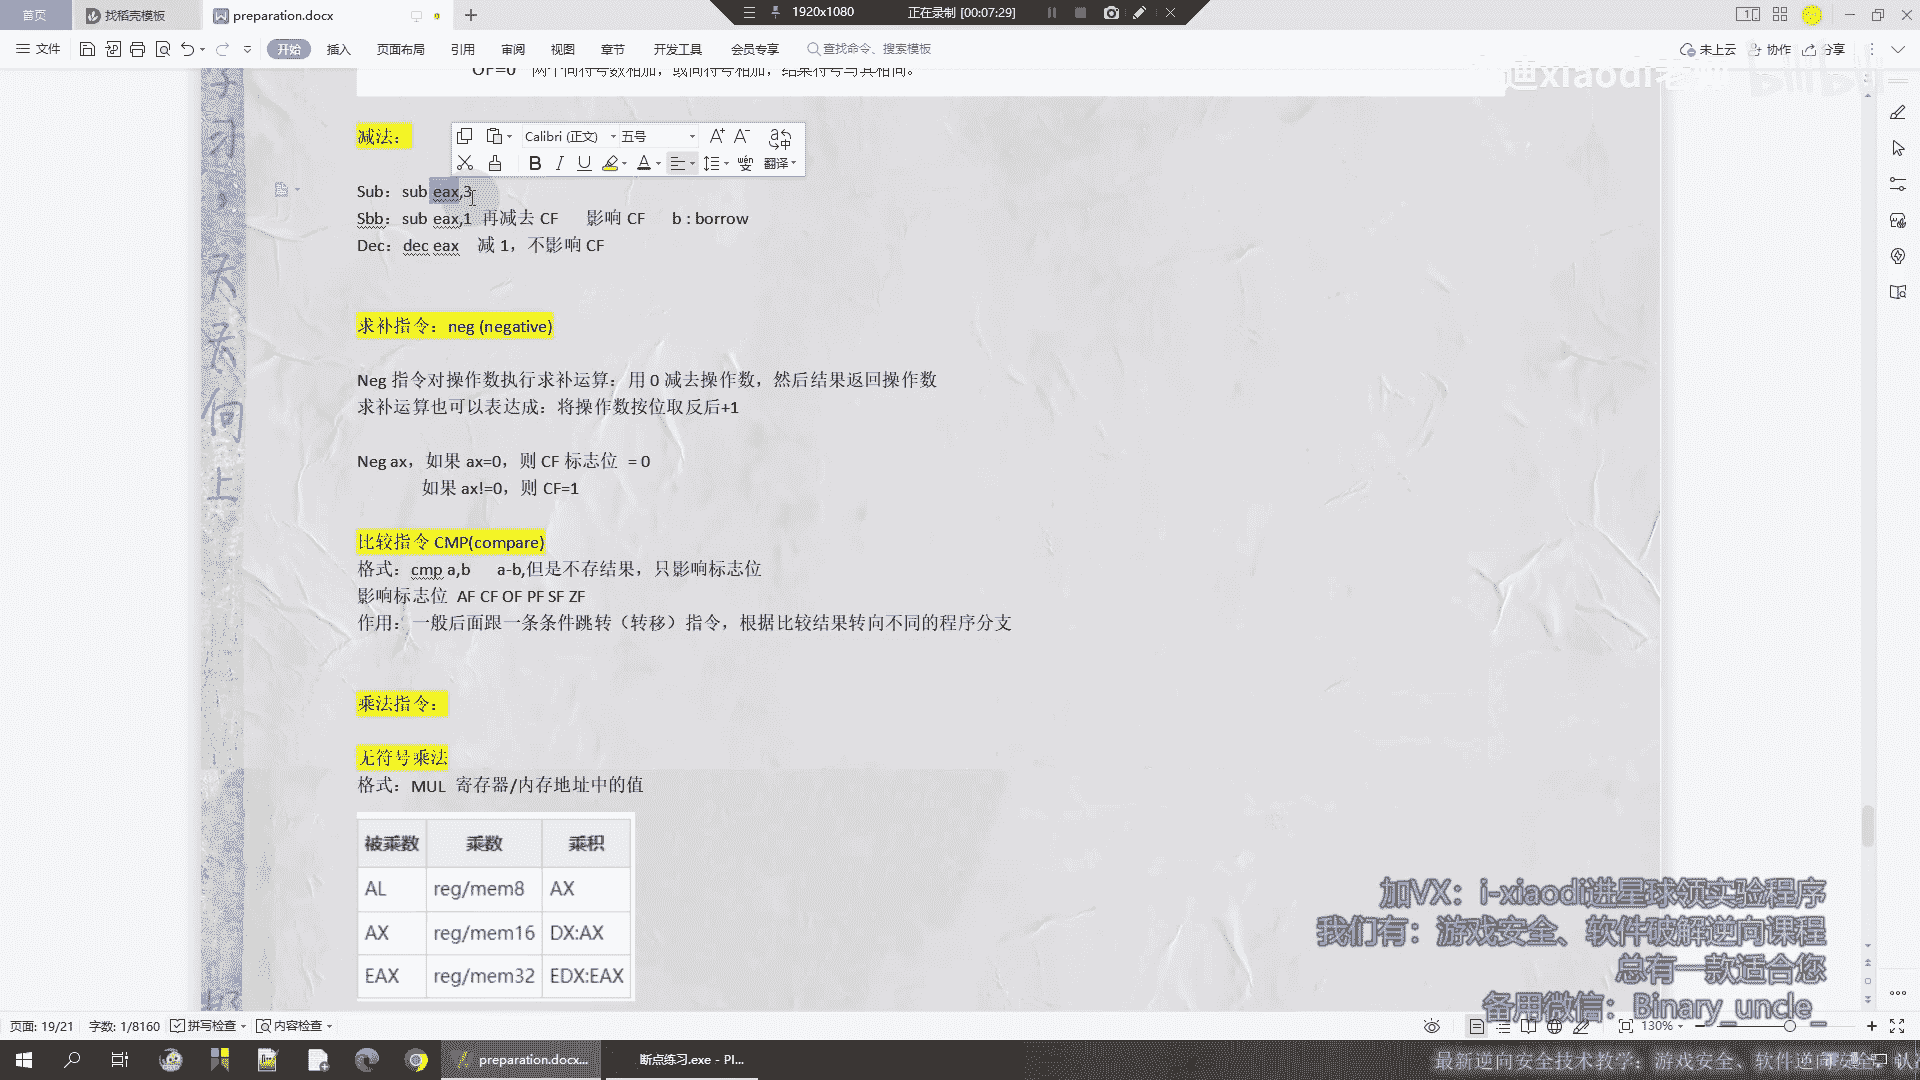 首页 找稻壳模板 preparation.docx
1920x1080 正在录制 [00:07:29]
文件 开始 插入 页面布局 引用 审阅 视图 章节 开发工具 会员专享 查找命令、搜索模板 未上云 协作 分享
迪xiaodi老 bilibili
减法：
Calibri (正文) 五号
B I U A 翻译
Sub：sub eax,3
Sbb：sub eax,1 再减去 CF 影响 CF b : borrow
Dec：dec eax 减 1，不影响 CF
求补指令：neg (negative)
Neg 指令对操作数执行求补运算：用 0 减去操作数，然后结果返回操作数
求补运算也可以表达成：将操作数按位取反后+1
Neg ax，如果 ax=0，则 CF 标志位 = 0
如果 ax!=0，则 CF=1
比较指令 CMP(compare)
格式：cmp a,b a-b,但是不存结果，只影响标志位
影响标志位 AF CF OF PF SF ZF
作用：一般后面跟一条条件跳转（转移）指令，根据比较结果转向不同的程序分支
乘法指令：
无符号乘法
格式：MUL 寄存器/内存地址中的值
被乘数 乘数 乘积
AL reg/mem8 AX
AX reg/mem16 DX:AX
EAX reg/mem32 EDX:EAX
习
天
天
向
上
加VX：i-xiaodi进星球领实验程序
我们有：游戏安全、软件破解逆向课程
总有一款适合您
备用微信：Binary_uncle_
页面: 19/21 字数: 1/8160 拼写检查 内容检查 130%
preparation.docx... 断点练习.exe - PI...
最新逆向安全技术教学：游戏安全、软件逆向安全